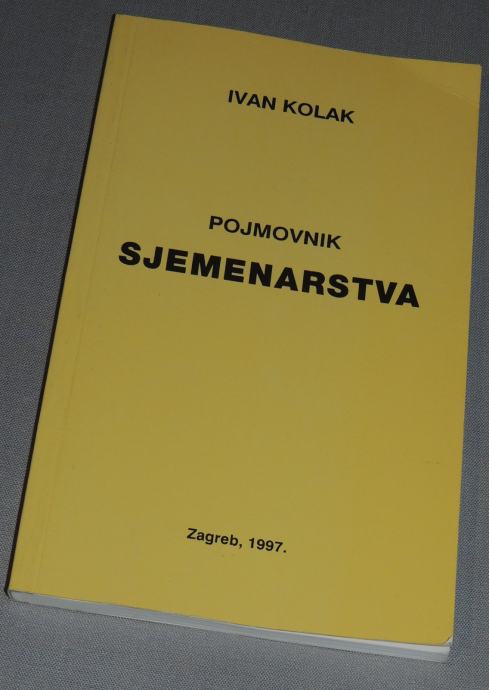 IVAN KOLAK
POJMOVNIK
SJEMENARSTVA
Zagreb, 1997.